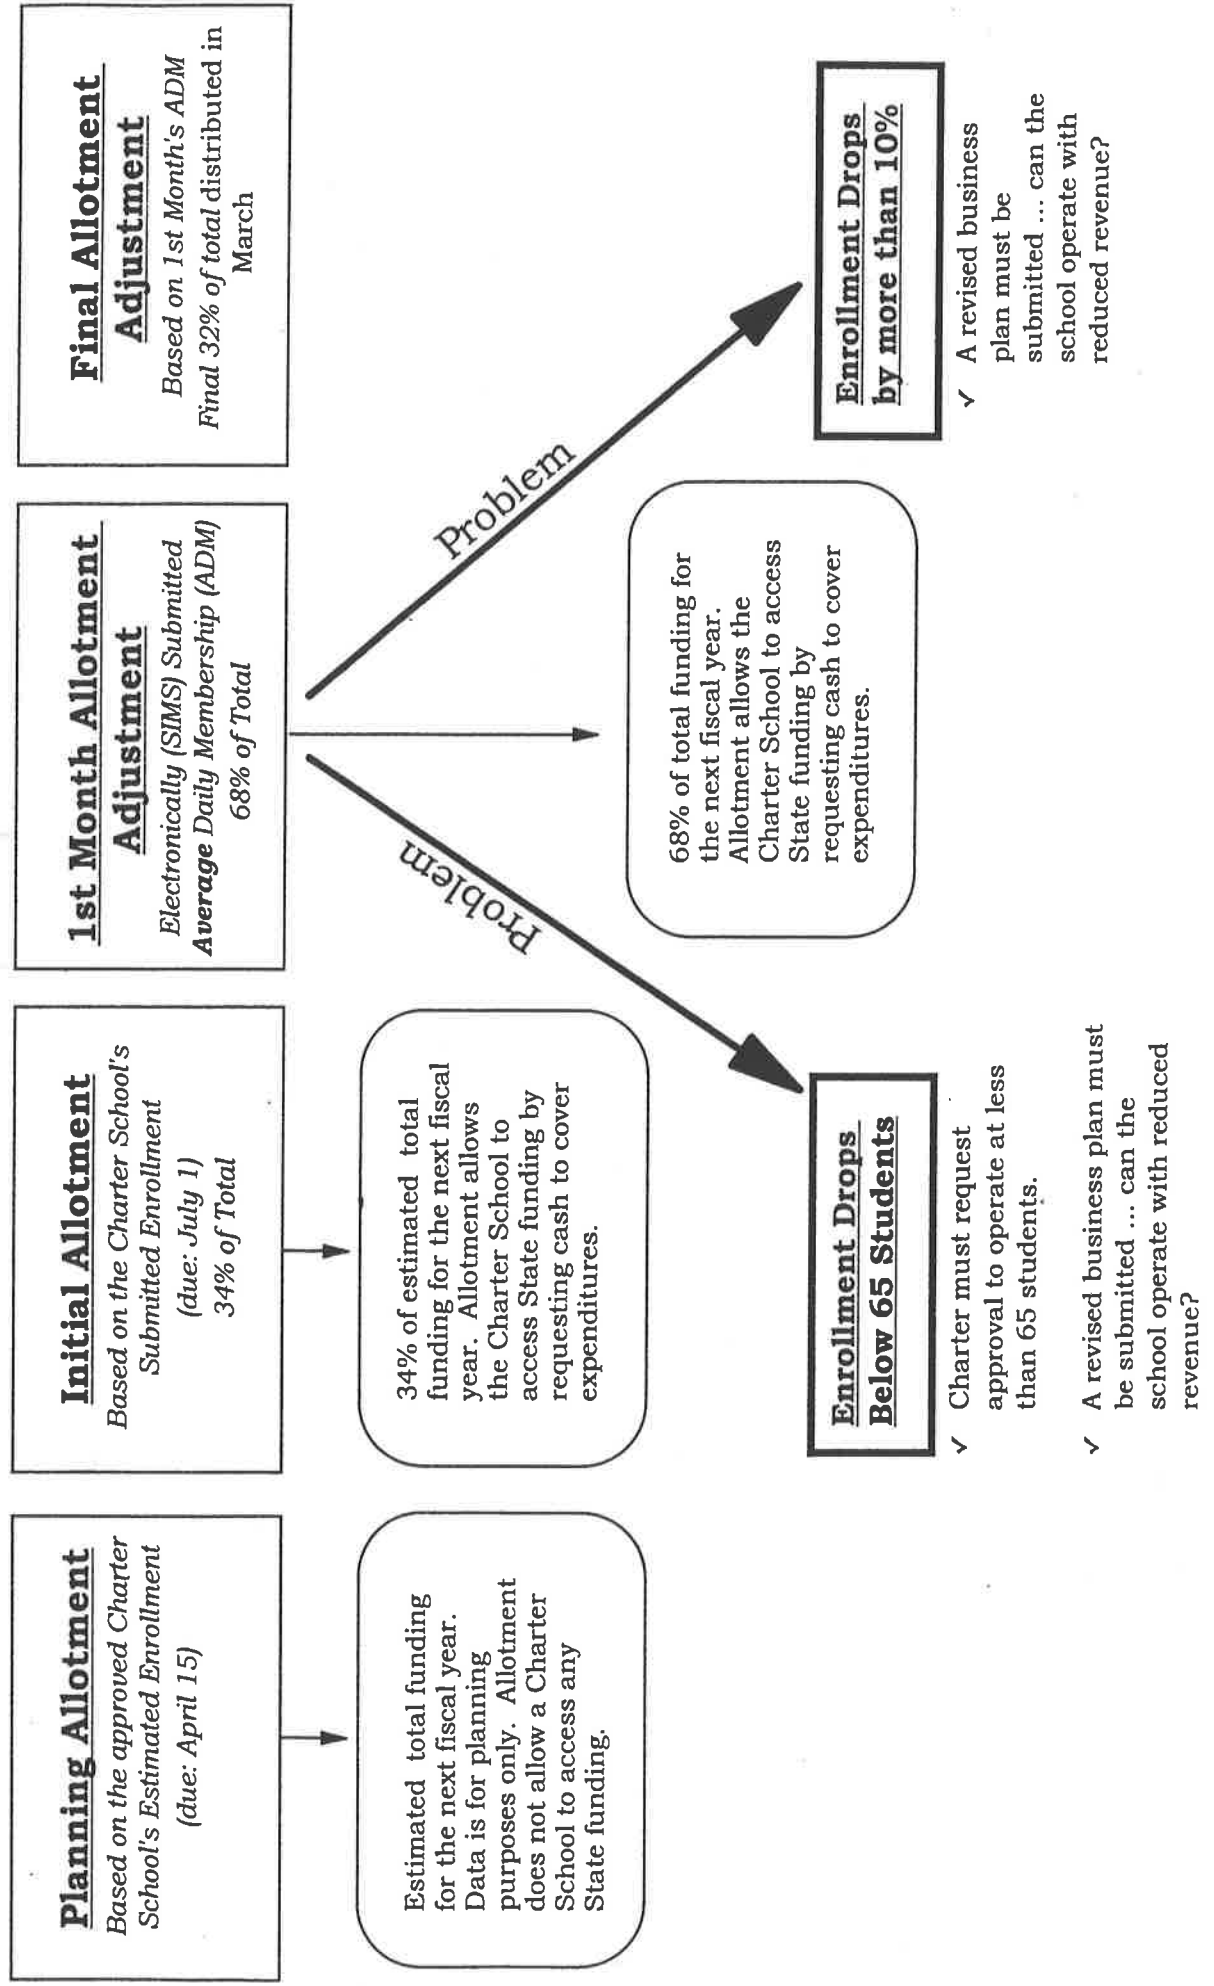 Planning Allotment
Based on the approved Charter
School's Estimated Enrollment
(due: April 15)
Estimated total funding
for the next fiscal year.
Data is for planning
purposes only. Allotment
does not allow a Charter
School to access any
State funding.
Initial Allotment
Based on the Charter School's
Submitted Enrollment
(due: July 1)
34% of Total
34% of estimated total
funding for the next fiscal
year. Allotment allows
the Charter School to
access State funding by
requesting cash to cover
expenditures.
1st Month Allotment
Adjustment
Electronically (SIMS) Submitted
Average Daily Membership (ADM)
68% of Total
Problem
Problem
68% of total funding for
the next fiscal year.
Allotment allows the
Charter School to access
State funding by
requesting cash to cover
expenditures.
Final Allotment
Adjustment
Based on 1st Month's ADM
Final 32% of total distributed in
March
Enrollment Drops
Below 65 Students
✓ Charter must request
approval to operate at less
than 65 students.
✓ A revised business plan must
be submitted ... can the
school operate with reduced
revenue?
Enrollment Drops
by more than 10%
✓ A revised business
plan must be
submitted ... can the
school operate with
reduced revenue?